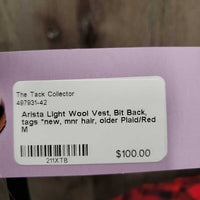 The Tack Collector
497931-42
Arista Light Wool Vest, Bit Back,
tags *new, mnr hair, older Plaid/Red
M
$100.00
211XTB